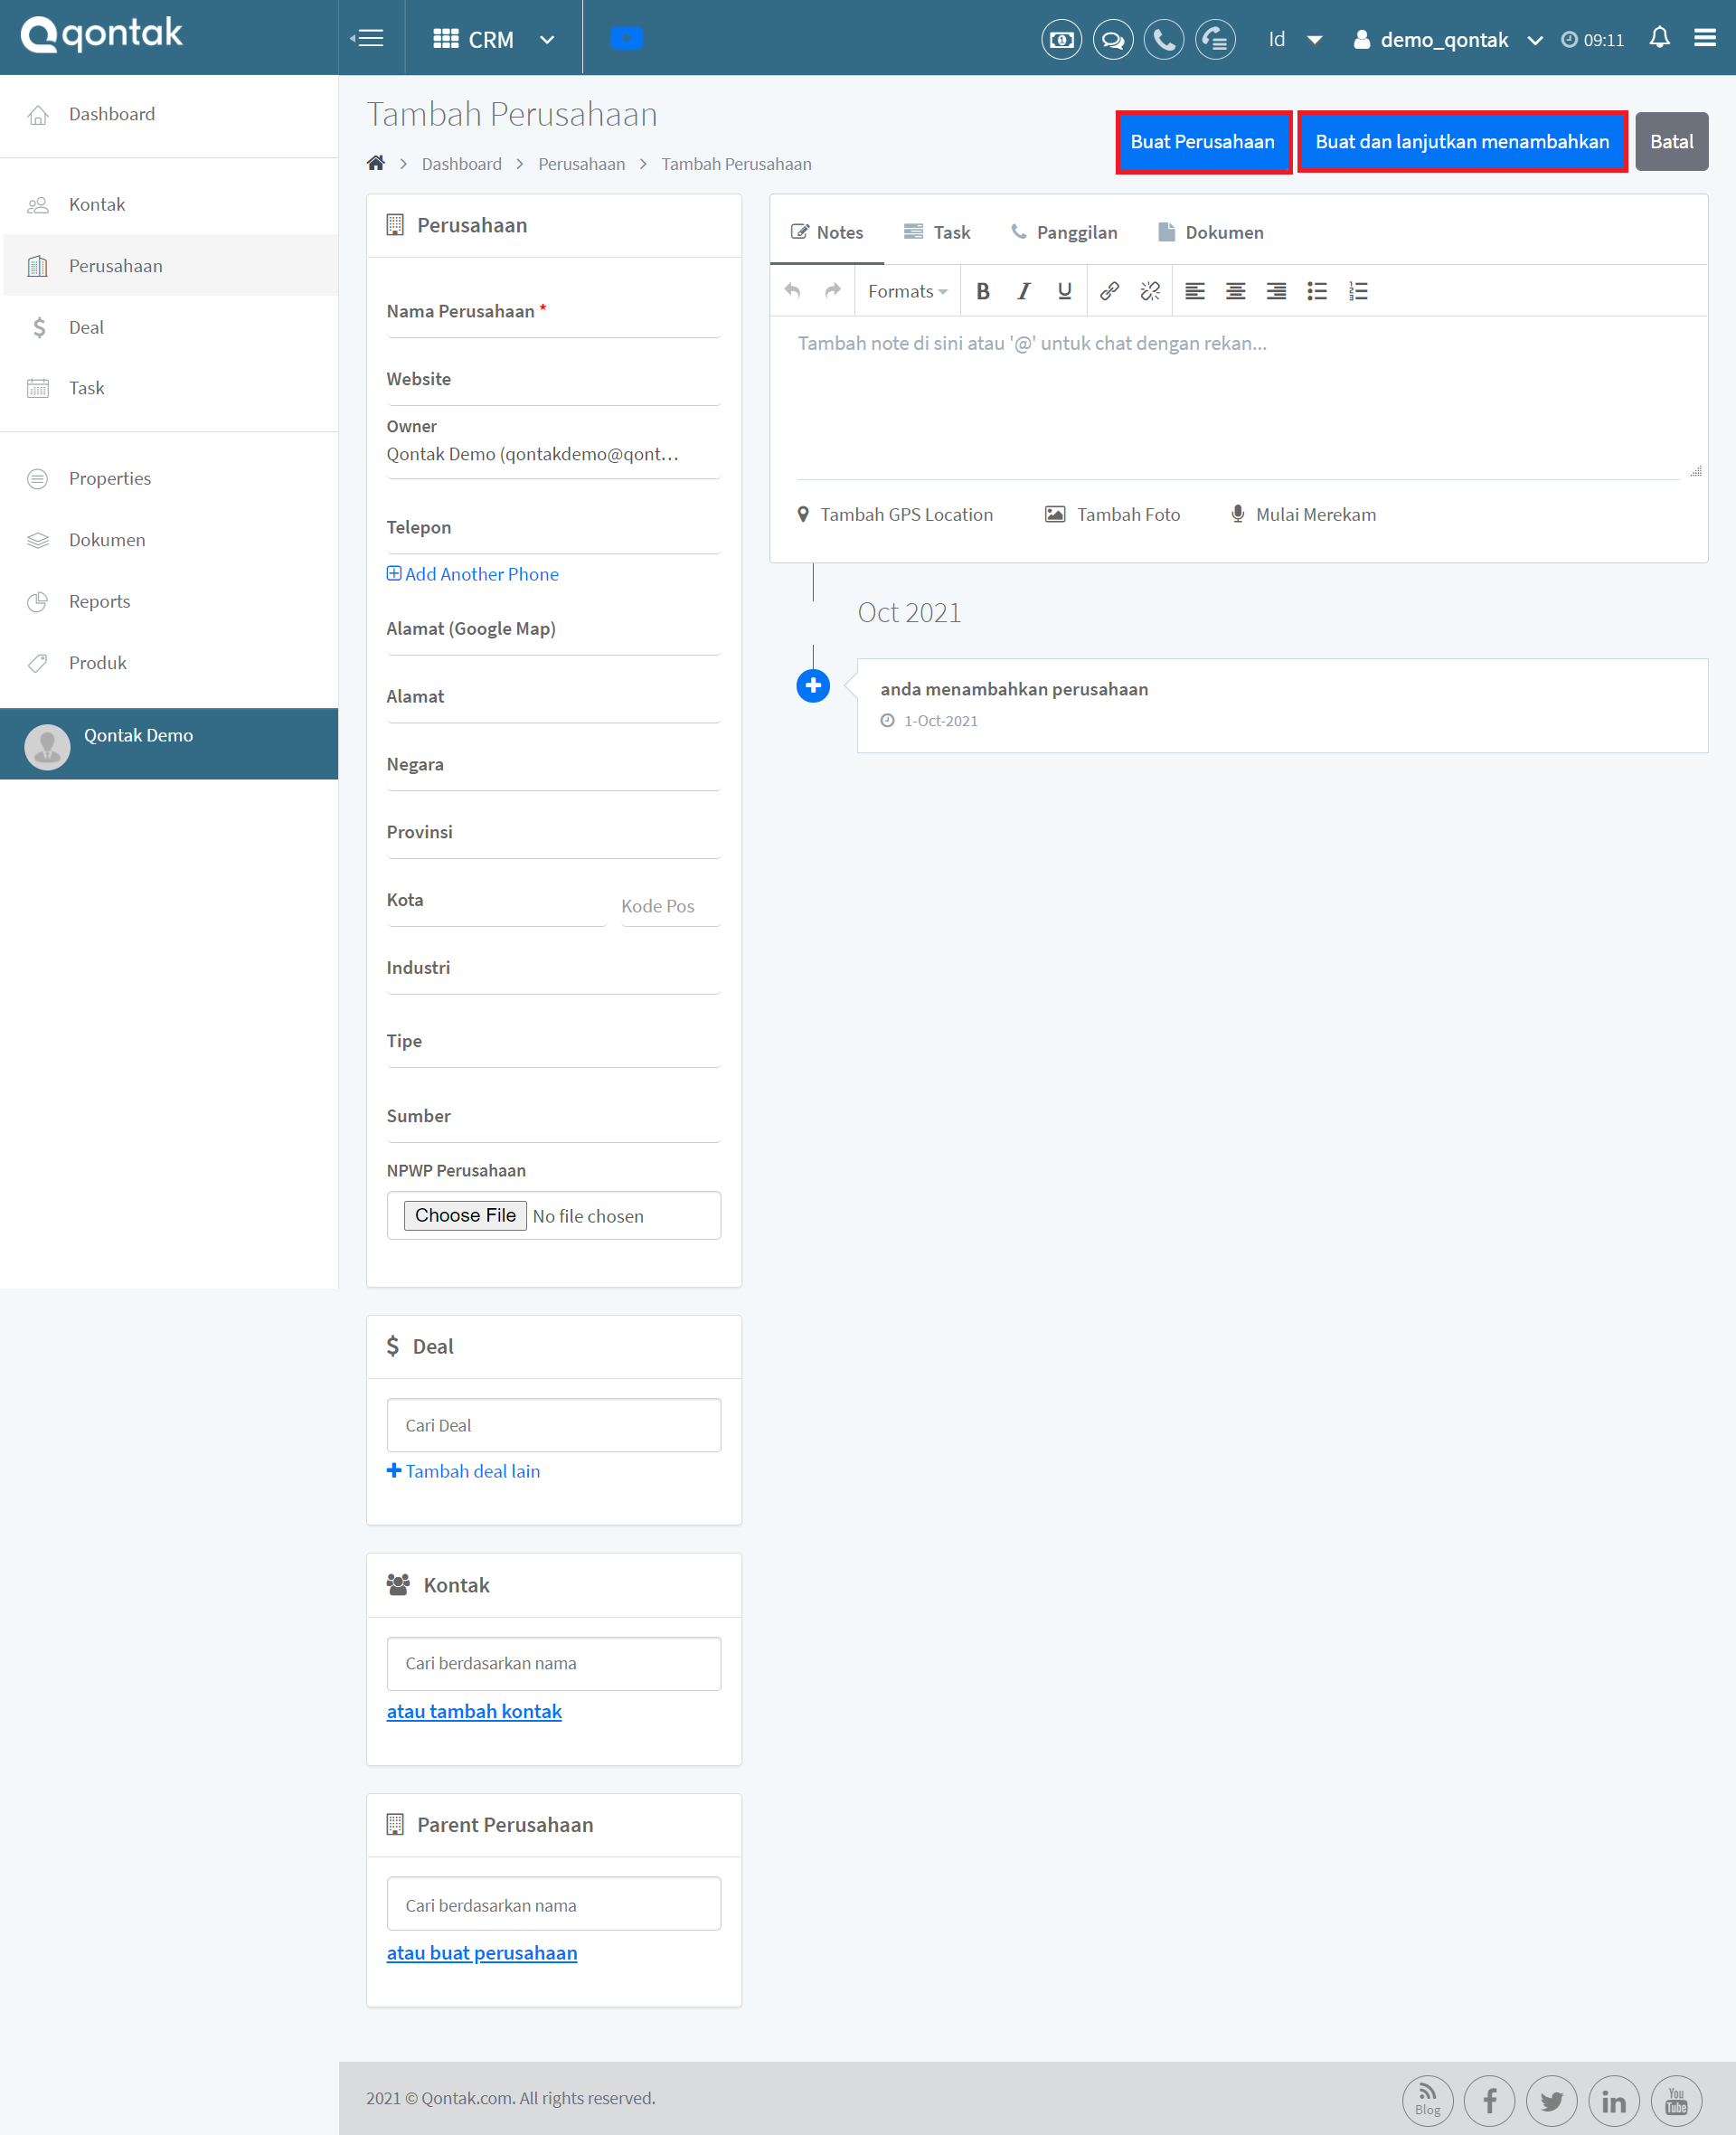 qontak
CRM
Id
demo_qontak
09:11
Dashboard
Kontak
Perusahaan
Deal
Task
Properties
Dokumen
Reports
Produk
Qontak Demo
Tambah Perusahaan
Dashboard > Perusahaan > Tambah Perusahaan
Buat Perusahaan
Buat dan lanjutkan menambahkan
Batal
Perusahaan
Nama Perusahaan *
Website
Owner
Qontak Demo (qontakdemo@qont...
Telepon
Add Another Phone
Alamat (Google Map)
Alamat
Negara
Provinsi
Kota
Kode Pos
Industri
Tipe
Sumber
NPWP Perusahaan
Choose File No file chosen
Deal
Cari Deal
Tambah deal lain
Kontak
Cari berdasarkan nama
atau tambah kontak
Parent Perusahaan
Cari berdasarkan nama
atau buat perusahaan
Notes
Task
Panggilan
Dokumen
Formats
B I U
Tambah note di sini atau '@' untuk chat dengan rekan...
Tambah GPS Location
Tambah Foto
Mulai Merekam
Oct 2021
anda menambahkan perusahaan
1-Oct-2021
2021 © Qontak.com. All rights reserved.
Blog
You
Tube